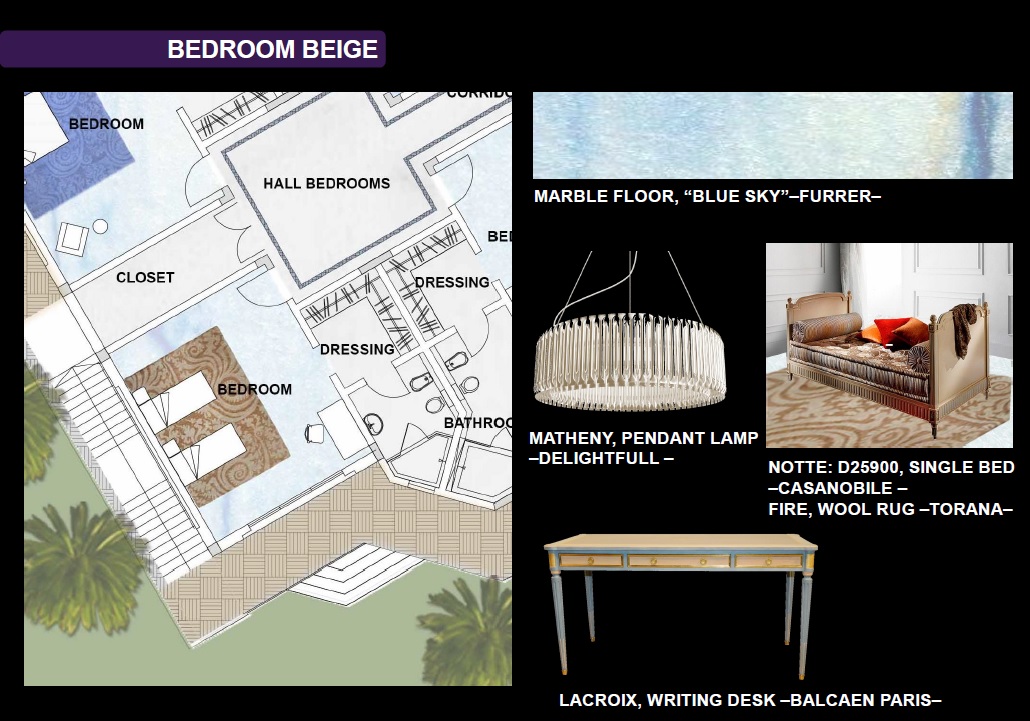 BEDROOM BEIGE
CORRIDO
BEDROOM
HALL BEDROOMS
BED
CLOSET
DRESSING
DRESSING
BEDROOM
BATHROO
MARBLE FLOOR, “BLUE SKY”–FURRER–
MATHENY, PENDANT LAMP
–DELIGHTFULL –
NOTTE: D25900, SINGLE BED
–CASANOBILE –
FIRE, WOOL RUG –TORANA–
LACROIX, WRITING DESK –BALCAEN PARIS–